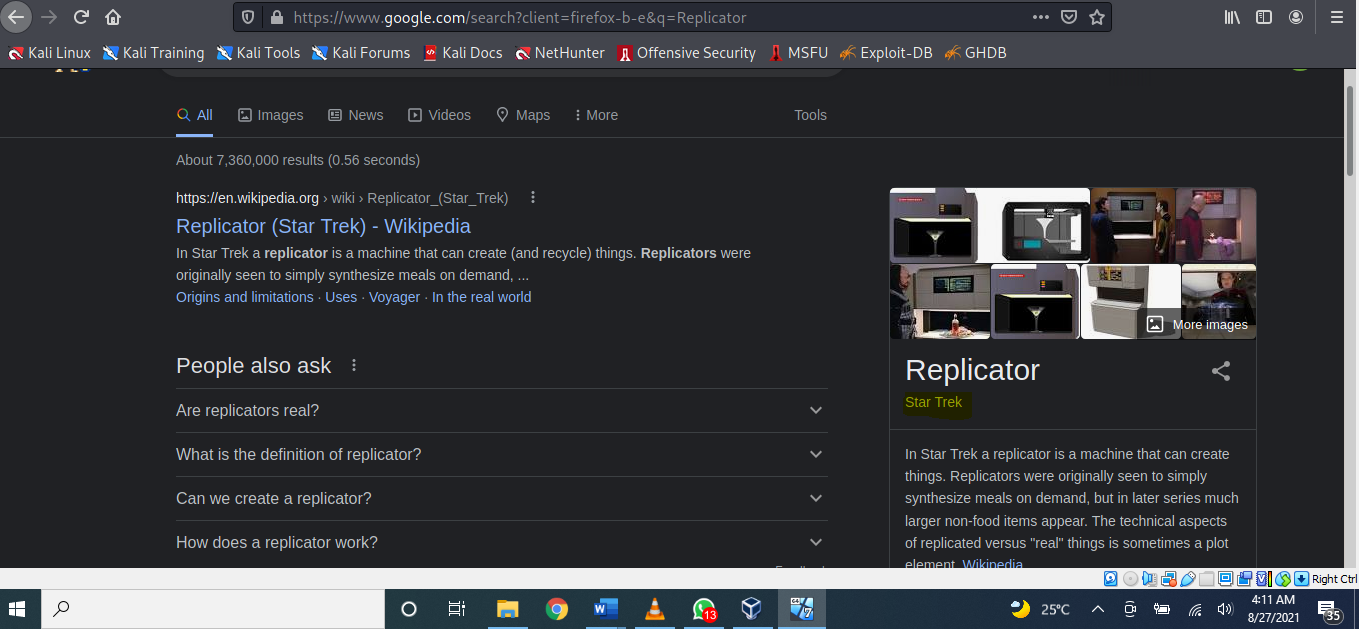 https://www.google.com/search?client=firefox-b-e&q=Replicator
Kali Linux Kali Training Kali Tools Kali Forums Kali Docs NetHunter Offensive Security MSFU Exploit-DB GHDB
All Images News Videos Maps More Tools
About 7,360,000 results (0.56 seconds)
https://en.wikipedia.org › wiki › Replicator_(Star_Trek)
Replicator (Star Trek) - Wikipedia
In Star Trek a replicator is a machine that can create (and recycle) things. Replicators were
originally seen to simply synthesize meals on demand, ...
Origins and limitations · Uses · Voyager · In the real world
People also ask
Are replicators real?
What is the definition of replicator?
Can we create a replicator?
How does a replicator work?
More images
Replicator
Star Trek
In Star Trek a replicator is a machine that can create
things. Replicators were originally seen to simply
synthesize meals on demand, but in later series much
larger non-food items appear. The technical aspects
of replicated versus "real" things is sometimes a plot
element. Wikipedia
Right Ctrl
13
25°C
4:11 AM
8/27/2021
35